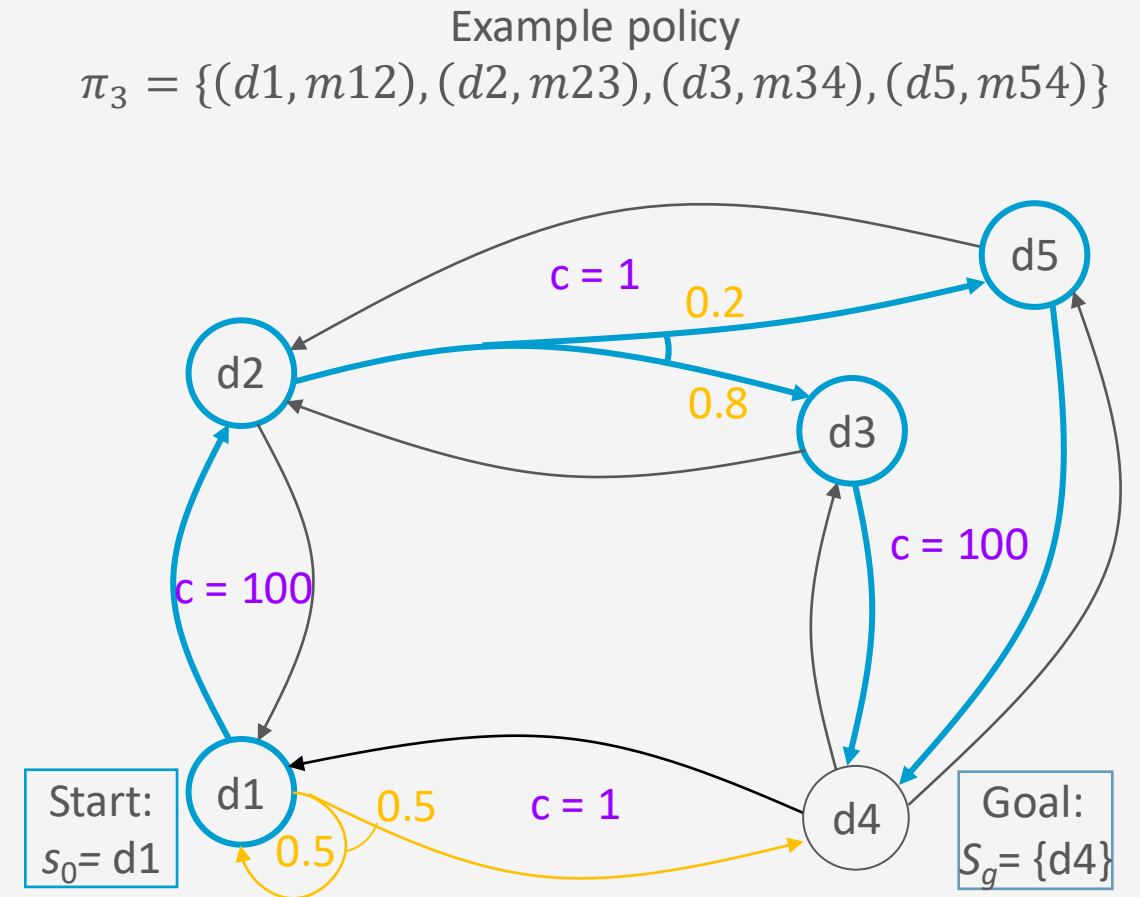 Example policy
π₃ = {(d1, m12), (d2, m23), (d3, m34), (d5, m54)}
d5
c = 1
0.2
d2
0.8
d3
c = 100
c = 100
Start:
s₀= d1
d1
0.5
0.5
c = 1
d4
Goal:
S_g= {d4}